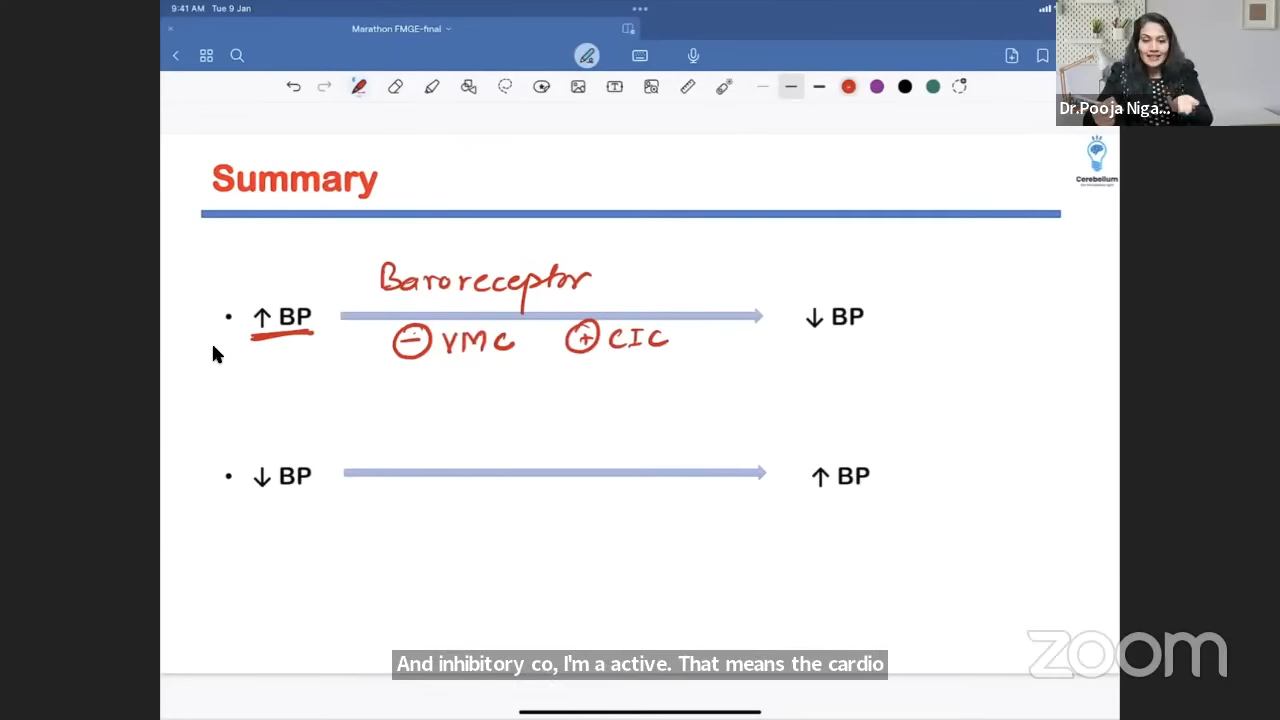 9:41 AM Tue 9 Jan
Marathon FMGE-final
Dr.Pooja Niga...
Cerebellum
Summary
Baroreceptor
• ↑ BP
↓ BP
− VMC + CIC
• ↓ BP
↑ BP
And inhibitory co, I'm a active. That means the cardio
zoom